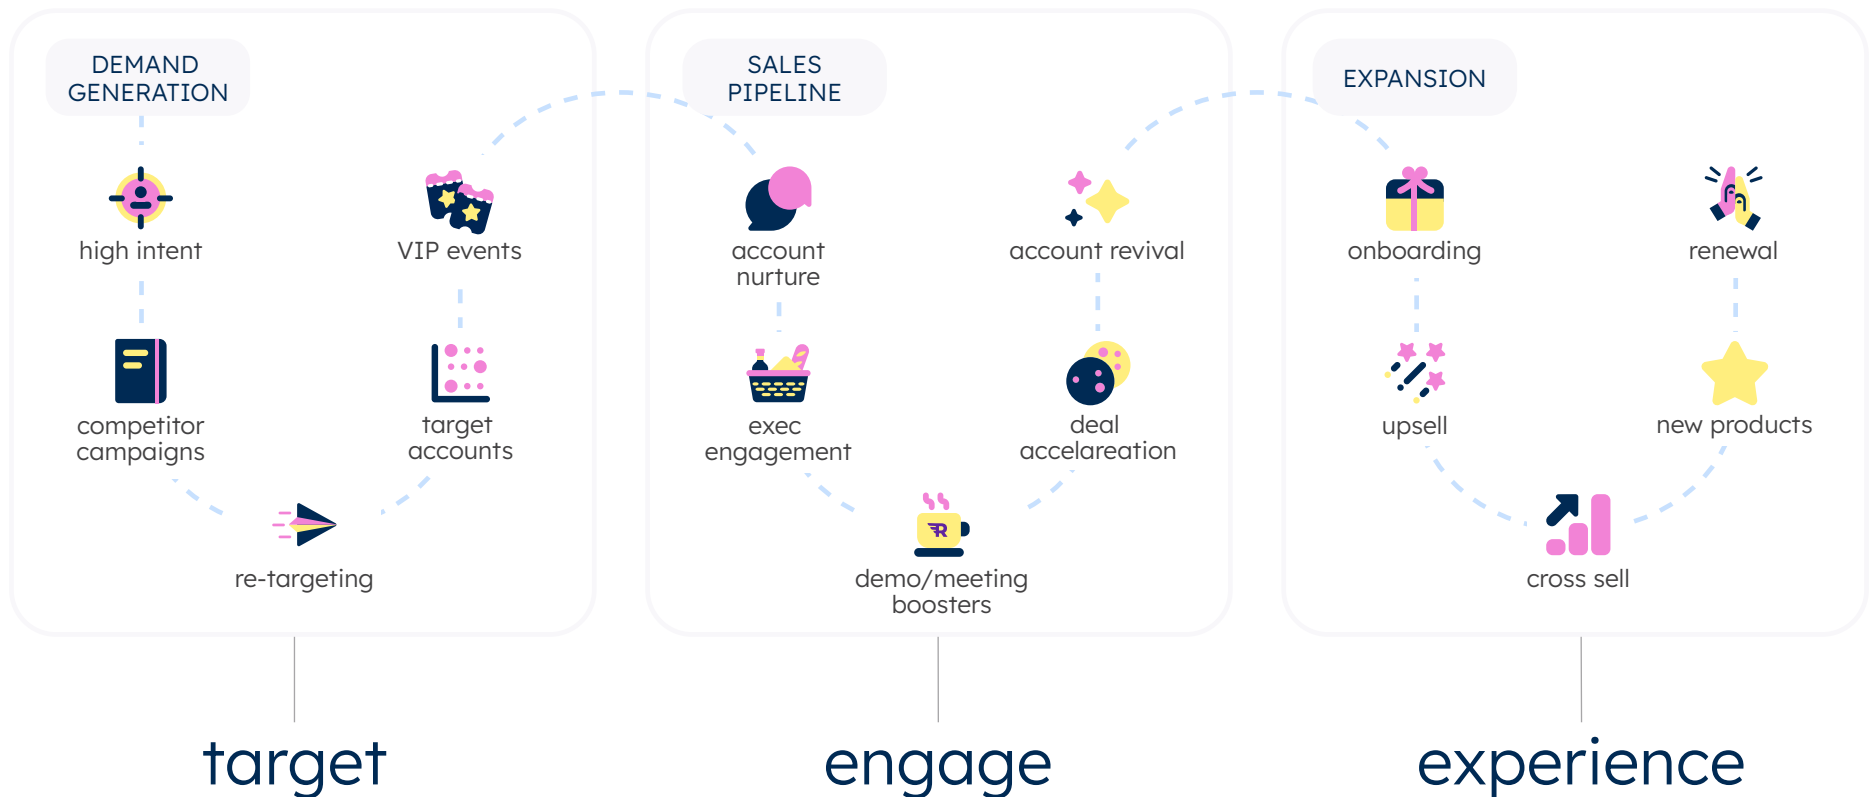 DEMAND
GENERATION
high intent
competitor
campaigns
re-targeting
target
accounts
VIP events
SALES
PIPELINE
account
nurture
exec
engagement
R
demo/meeting
boosters
deal
accelareation
account revival
EXPANSION
onboarding
upsell
cross sell
new products
renewal
target
engage
experience